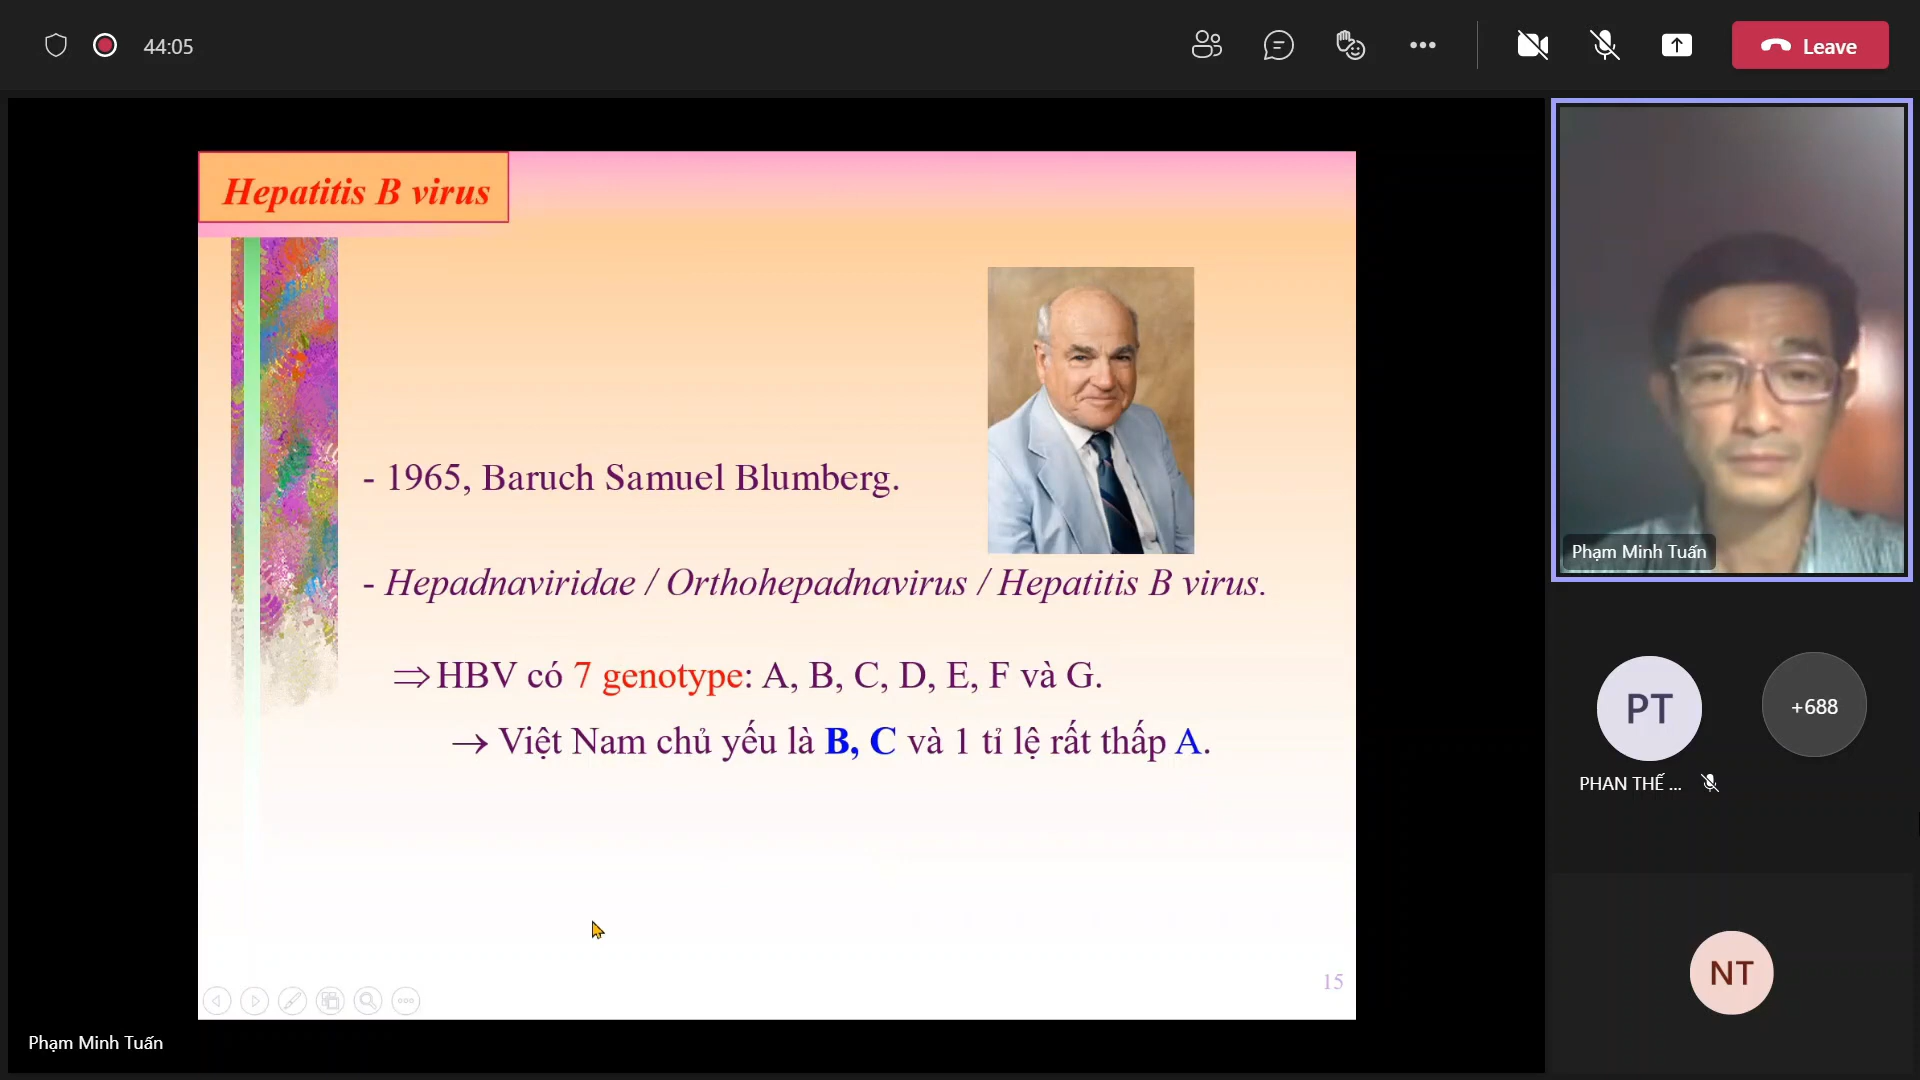 44:05
Leave
Hepatitis B virus
- 1965, Baruch Samuel Blumberg.
- Hepadnaviridae / Orthohepadnavirus / Hepatitis B virus.
⇒HBV có 7 genotype: A, B, C, D, E, F và G.
→ Việt Nam chủ yếu là B, C và 1 tỉ lệ rất thấp A.
15
Phạm Minh Tuấn
Phạm Minh Tuấn
PT
+688
PHAN THẾ ...
NT